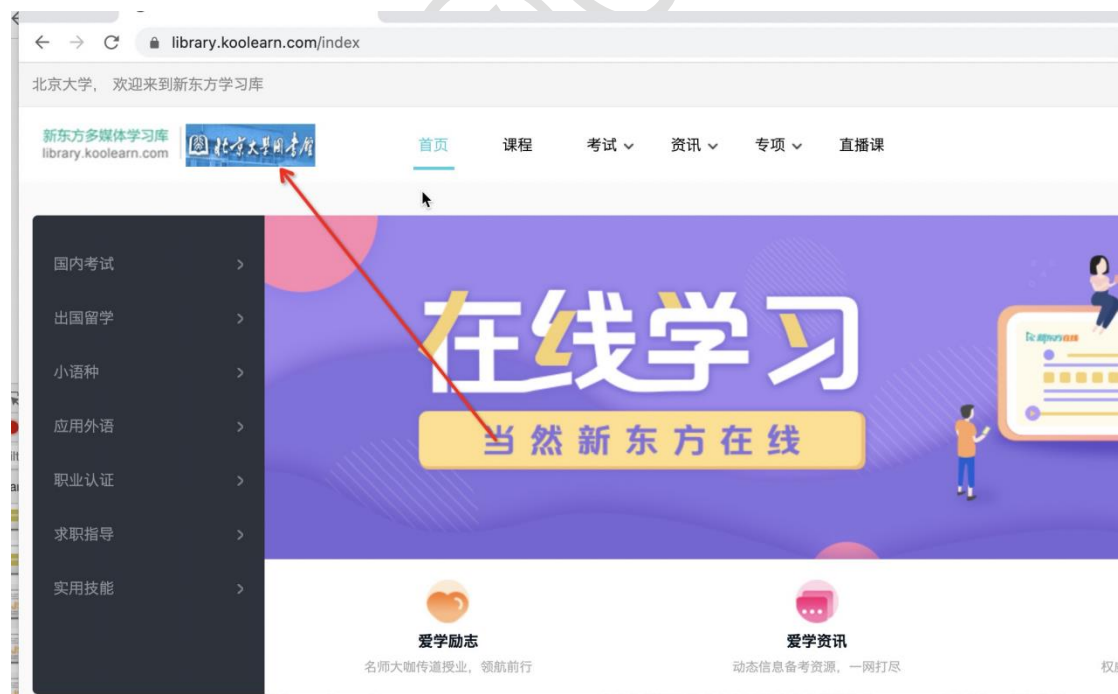 library.koolearn.com/index
北京大学, 欢迎来到新东方学习库
新东方多媒体学习库
library.koolearn.com
北京大学图书馆
首页 课程 考试 资讯 专项 直播课
国内考试
出国留学
小语种
应用外语
职业认证
求职指导
实用技能
在线学习
当然新东方在线
爱学励志
名师大咖传道授业, 领航前行
爱学资讯
动态信息备考资源, 一网打尽